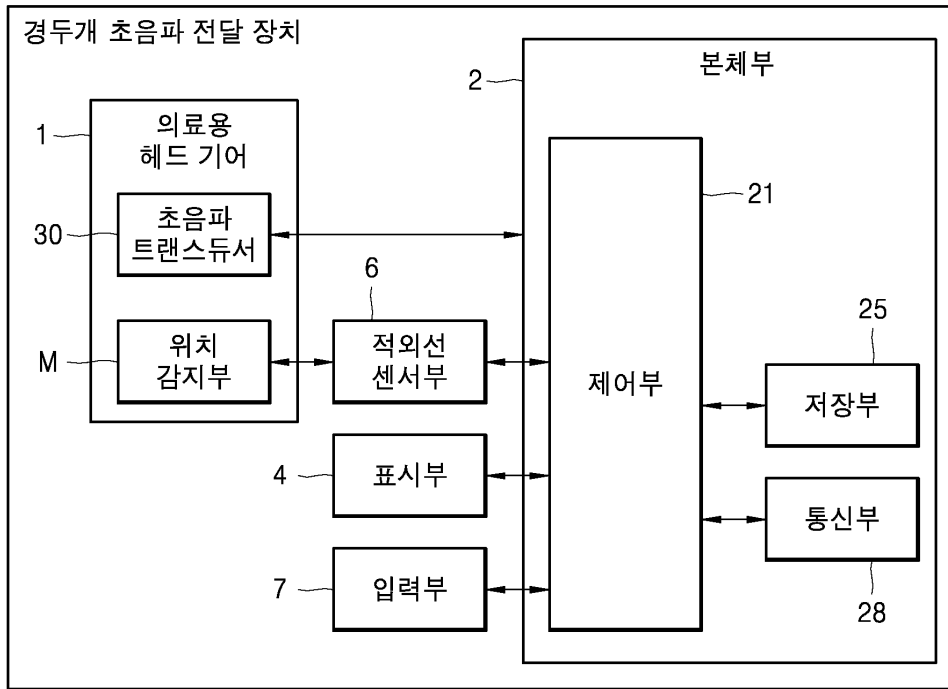 경두개 초음파 전달 장치
본체부
2
1
의료용
헤드 기어
21
30
초음파
트랜스듀서
6
25
M
위치
감지부
적외선
센서부
제어부
저장부
4
표시부
통신부
7
입력부
28